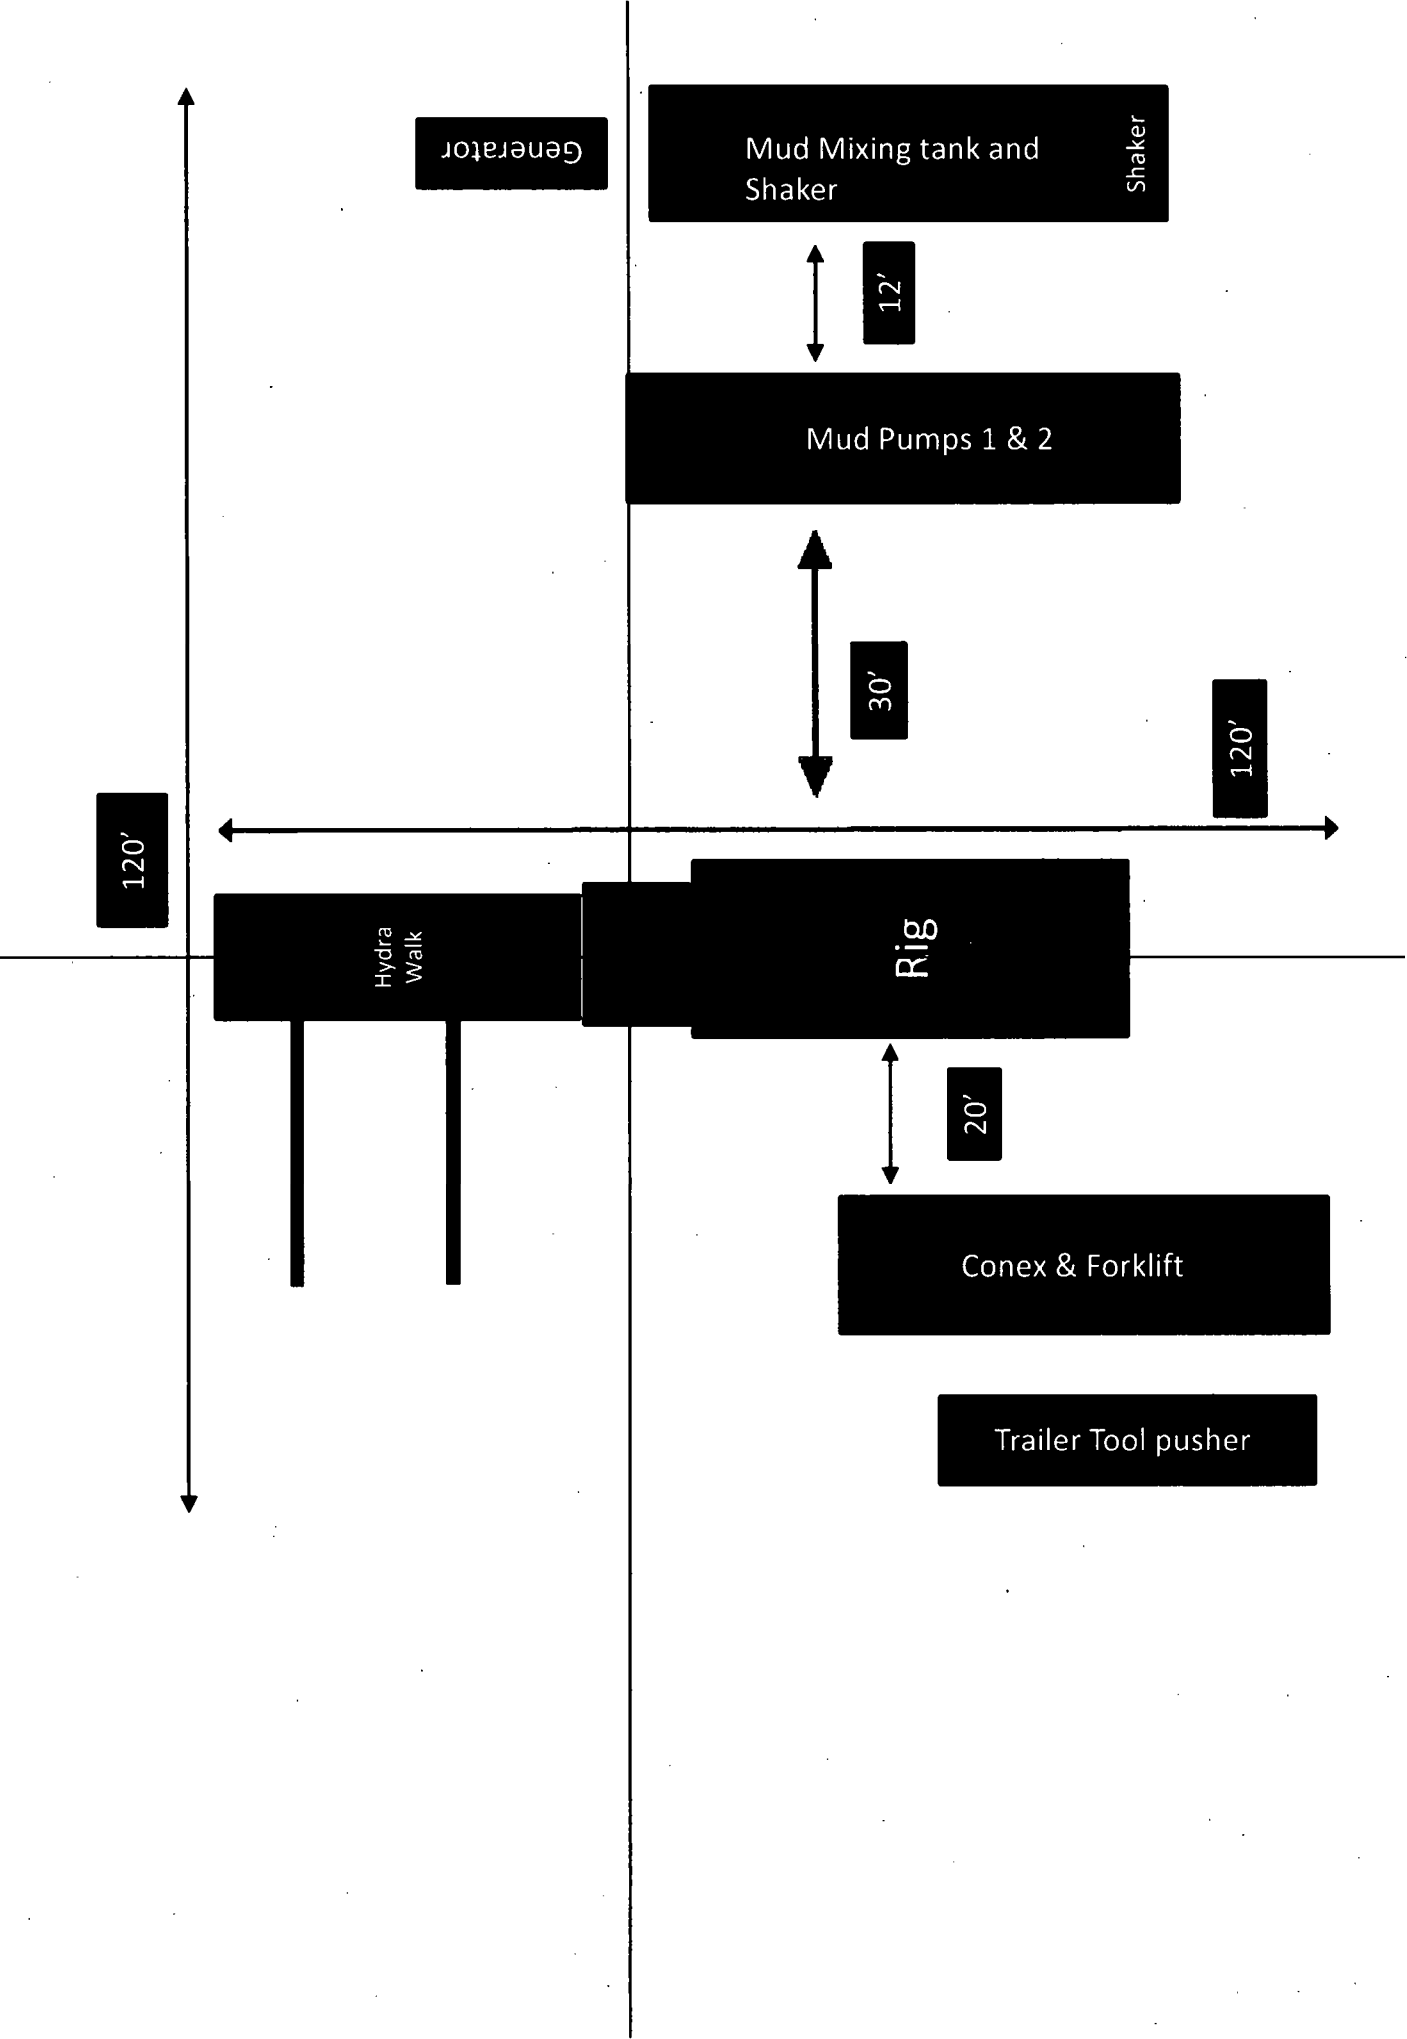 Generator
Mud Mixing tank and
Shaker
Shaker
12'
Mud Pumps 1 & 2
30'
120'
120'
Hydra
Walk
Rig
20'
Conex & Forklift
Trailer Tool pusher